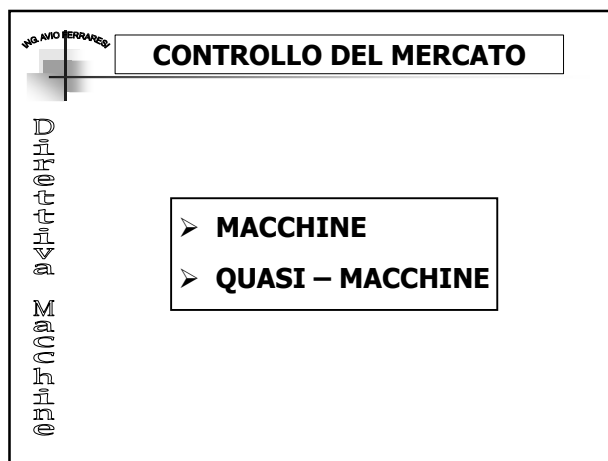 ING. AVIO FERRARESI
CONTROLLO DEL MERCATO
Direttiva Macchine
➢ MACCHINE
➢ QUASI – MACCHINE